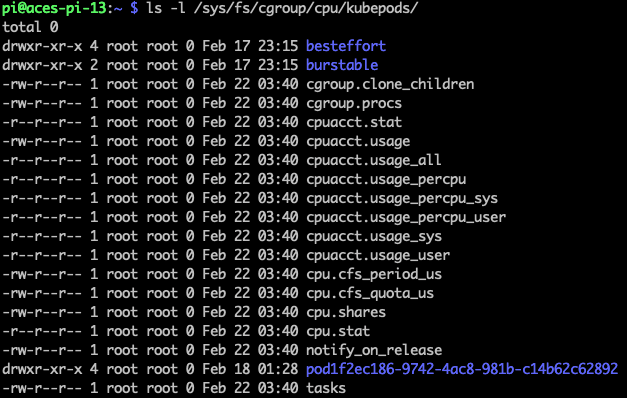 pi@aces-pi-13:~ $ ls -l /sys/fs/cgroup/cpu/kubepods/
total 0
drwxr-xr-x 4 root root 0 Feb 17 23:15 besteffort
drwxr-xr-x 2 root root 0 Feb 17 23:15 burstable
-rw-r--r-- 1 root root 0 Feb 22 03:40 cgroup.clone_children
-rw-r--r-- 1 root root 0 Feb 22 03:40 cgroup.procs
-r--r--r-- 1 root root 0 Feb 22 03:40 cpuacct.stat
-rw-r--r-- 1 root root 0 Feb 22 03:40 cpuacct.usage
-r--r--r-- 1 root root 0 Feb 22 03:40 cpuacct.usage_all
-r--r--r-- 1 root root 0 Feb 22 03:40 cpuacct.usage_percpu
-r--r--r-- 1 root root 0 Feb 22 03:40 cpuacct.usage_percpu_sys
-r--r--r-- 1 root root 0 Feb 22 03:40 cpuacct.usage_percpu_user
-r--r--r-- 1 root root 0 Feb 22 03:40 cpuacct.usage_sys
-r--r--r-- 1 root root 0 Feb 22 03:40 cpuacct.usage_user
-rw-r--r-- 1 root root 0 Feb 22 03:40 cpu.cfs_period_us
-rw-r--r-- 1 root root 0 Feb 22 03:40 cpu.cfs_quota_us
-rw-r--r-- 1 root root 0 Feb 22 03:40 cpu.shares
-r--r--r-- 1 root root 0 Feb 22 03:40 cpu.stat
-rw-r--r-- 1 root root 0 Feb 22 03:40 notify_on_release
drwxr-xr-x 4 root root 0 Feb 18 01:28 pod1f2ec186-9742-4ac8-981b-c14b62c62892
-rw-r--r-- 1 root root 0 Feb 22 03:40 tasks